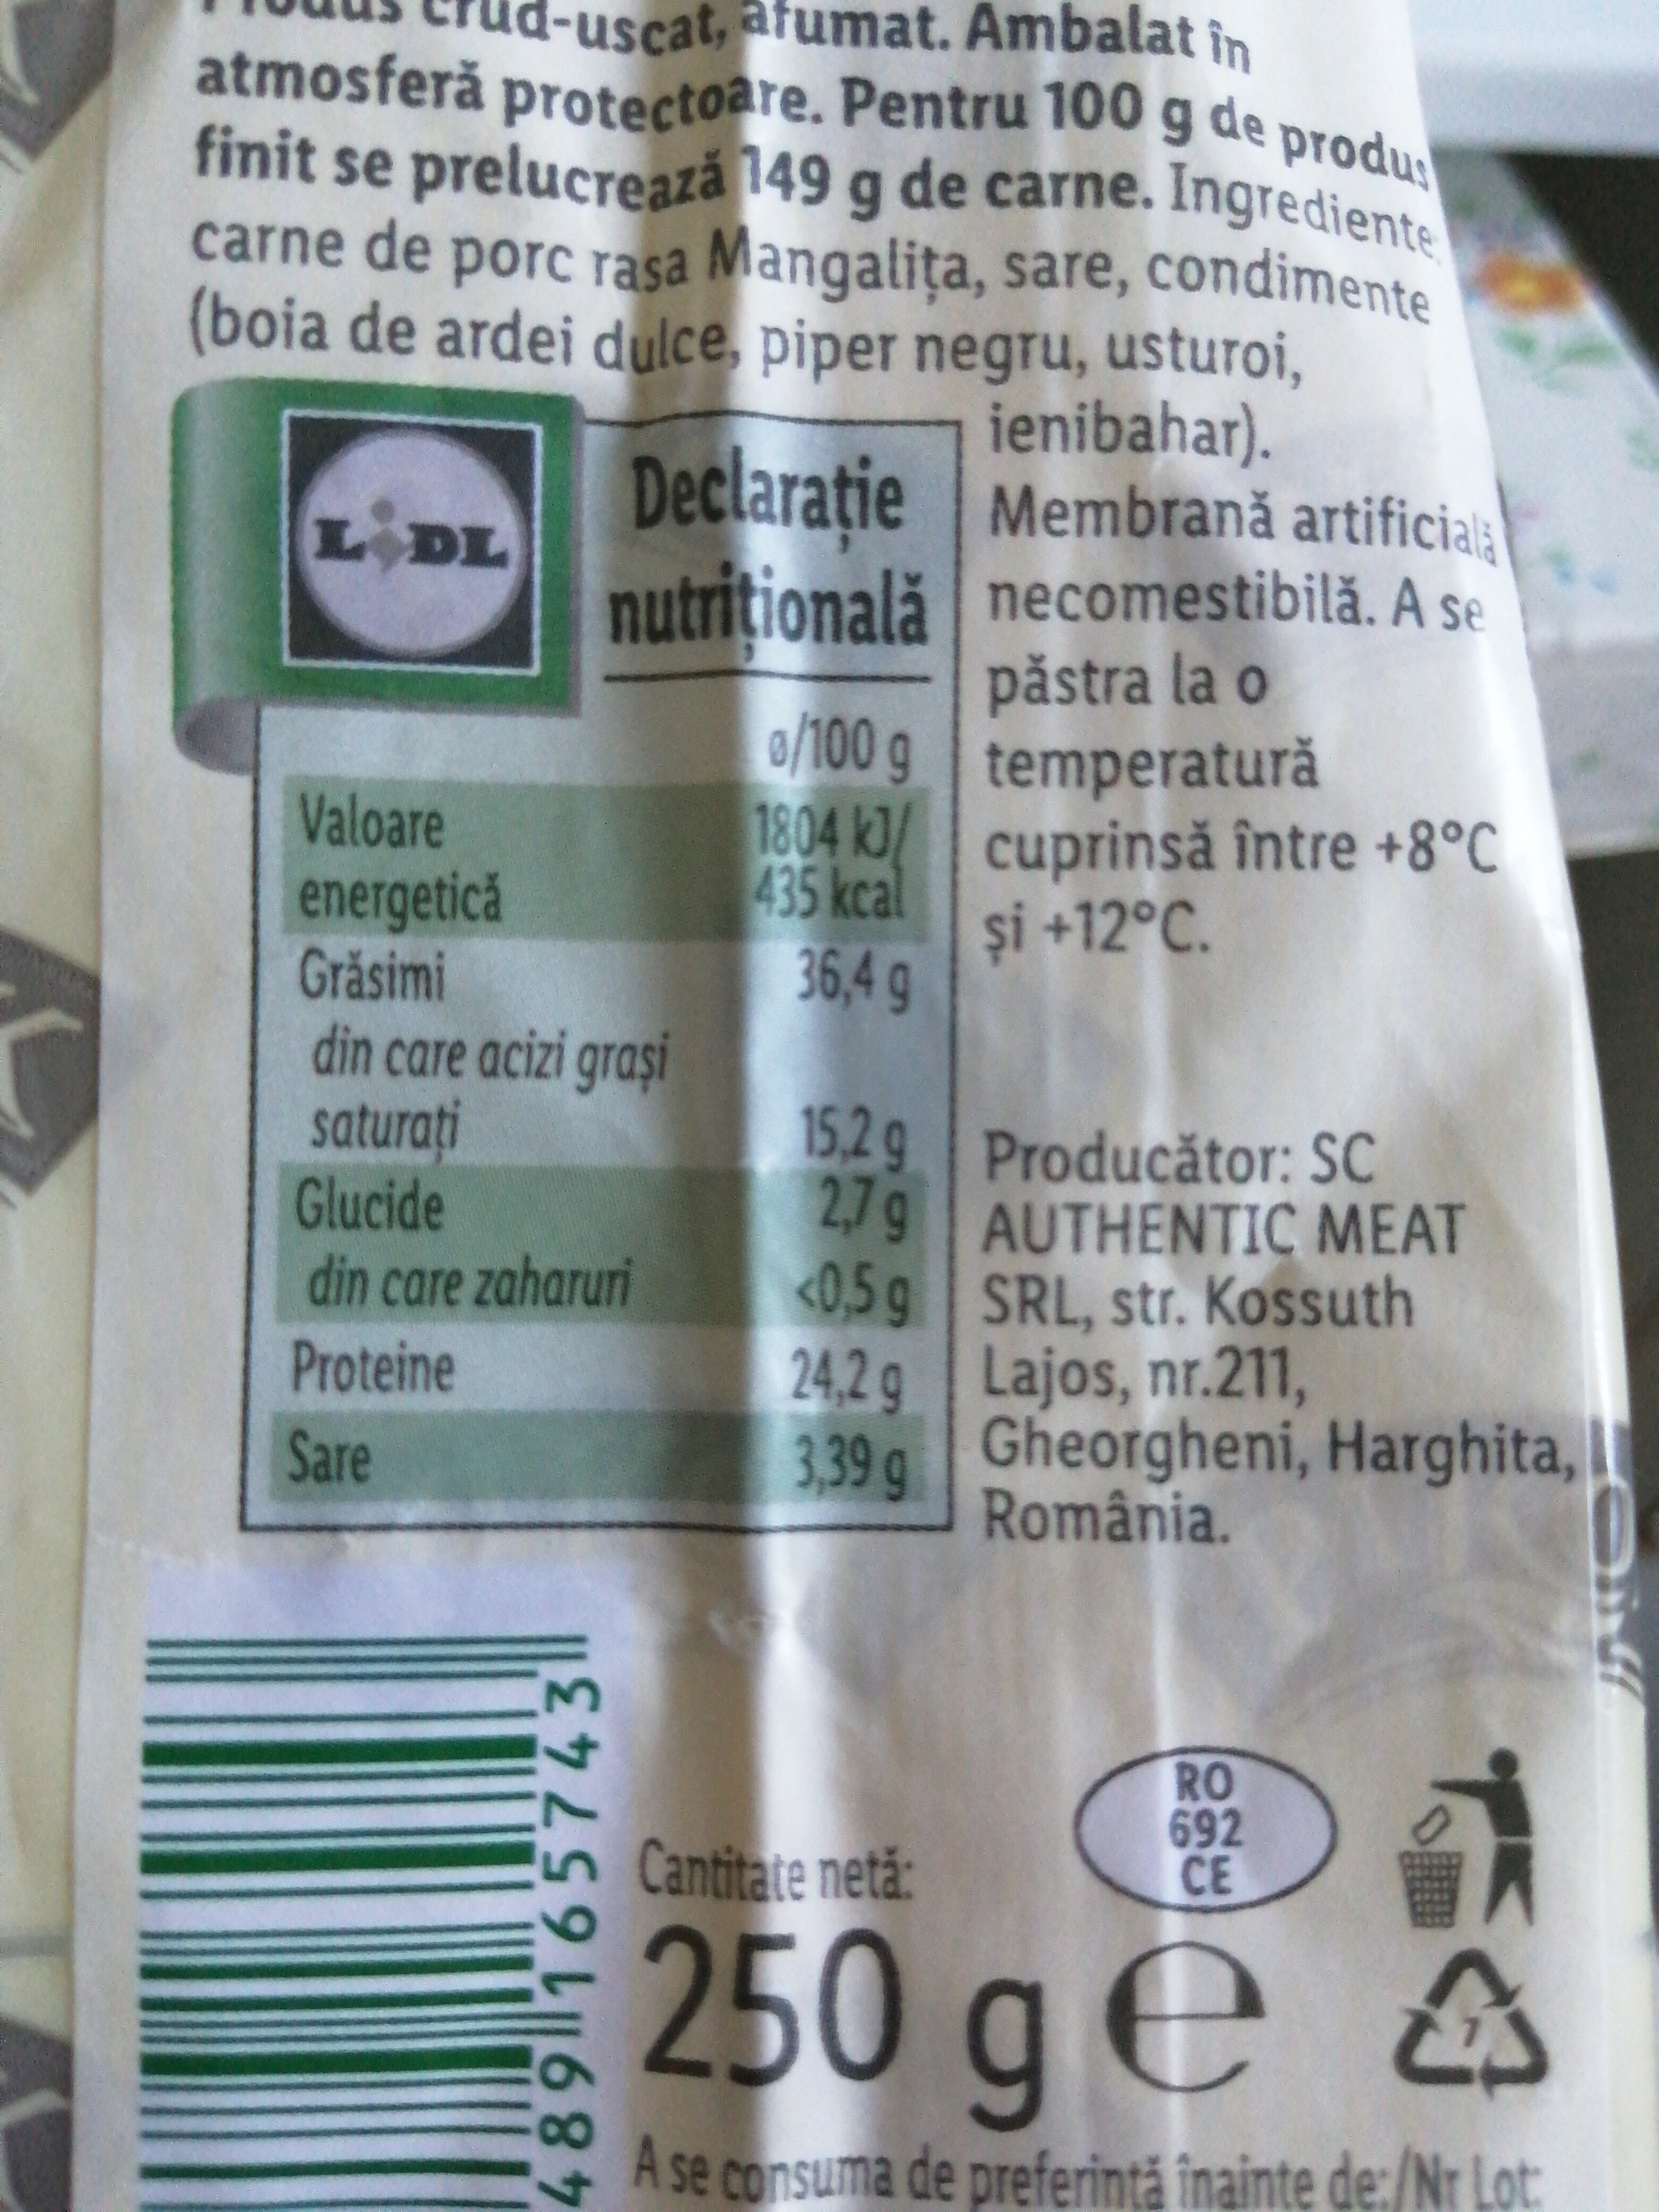 Produs crud-uscat, afumat. Ambalat în
atmosferă protectoare. Pentru 100 g de produs
finit se prelucrează 149 g de carne. Ingrediente:
carne de porc rasa Mangalița, sare, condimente
(boia de ardei dulce, piper negru, usturoi,
ienibahar).
Membrană artificială
necomestibilă. A se
păstra la o
temperatură
cuprinsă între +8°C
și +12°C.
LIDL
Declarație
nutrițională
ø/100 g
Valoare 1804 kJ/
energetică 435 kcal
Grăsimi 36,4 g
din care acizi grași
saturați 15,2 g
Glucide 2,7 g
din care zaharuri <0,5 g
Proteine 24,2 g
Sare 3,39 g
Producător: SC
AUTHENTIC MEAT
SRL, str. Kossuth
Lajos, nr.211,
Gheorgheni, Harghita,
România.
489165743
RO
692
CE
Cantitate netă:
250 g e
7
A se consuma de preferință înainte de:/Nr Lot: